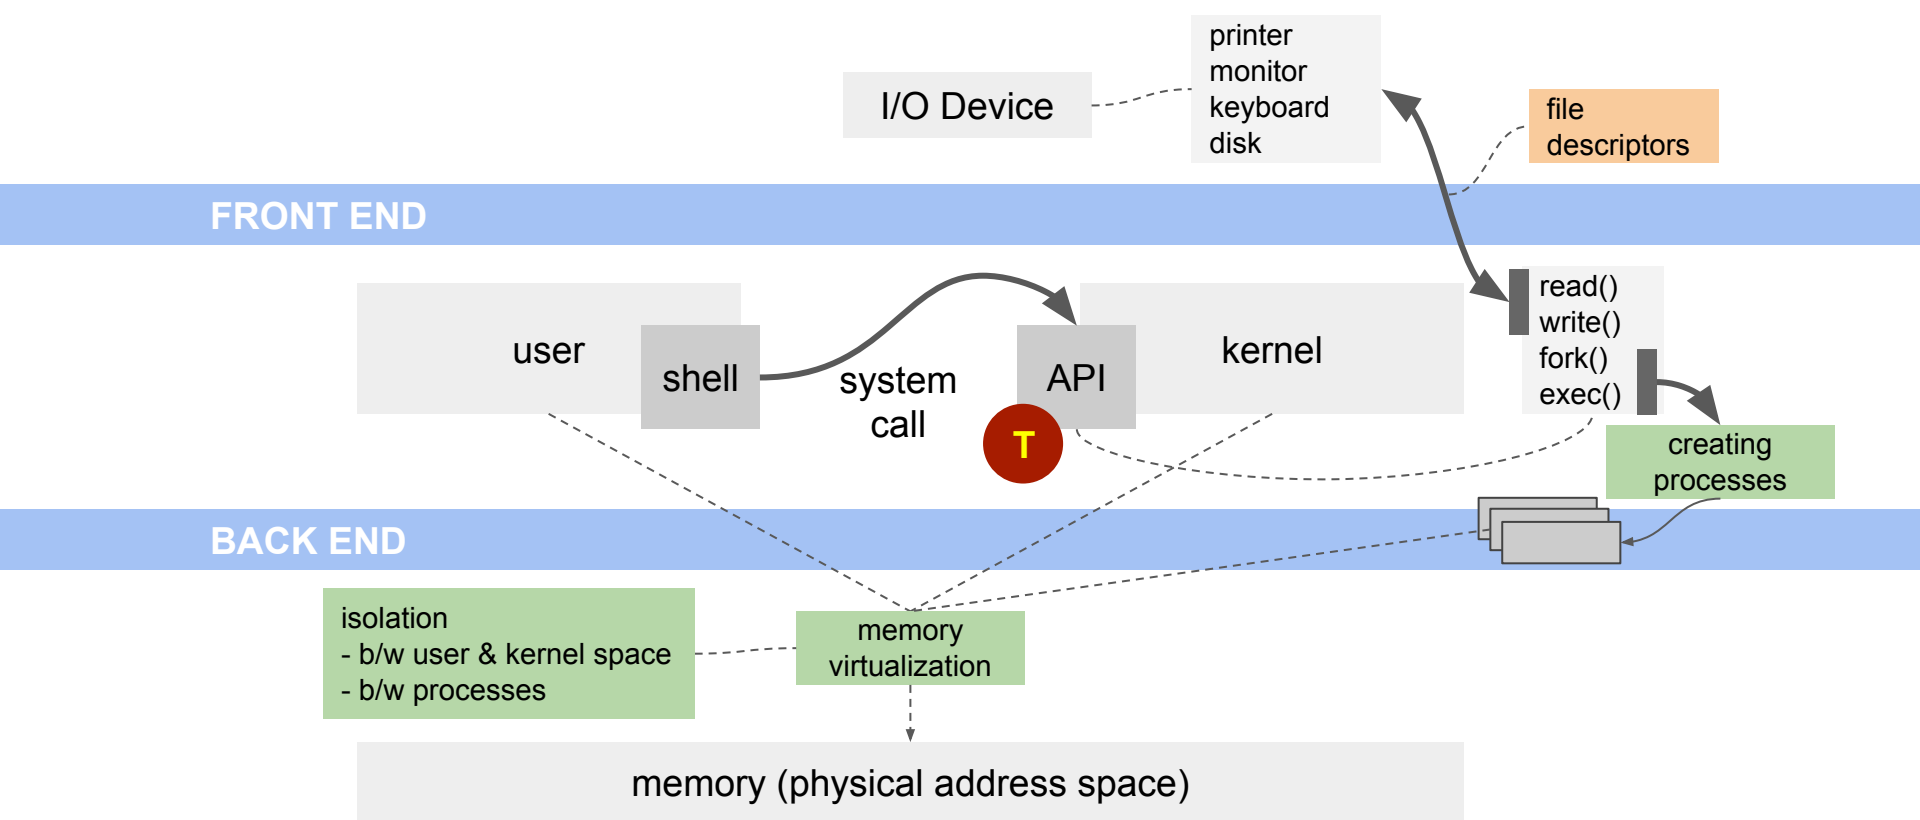 printer
monitor
keyboard
disk
I/O Device
file
descriptors
FRONT END
user
shell
system
call
API
T
kernel
read()
write()
fork()
exec()
creating
processes
BACK END
isolation
- b/w user & kernel space
- b/w processes
memory
virtualization
memory (physical address space)